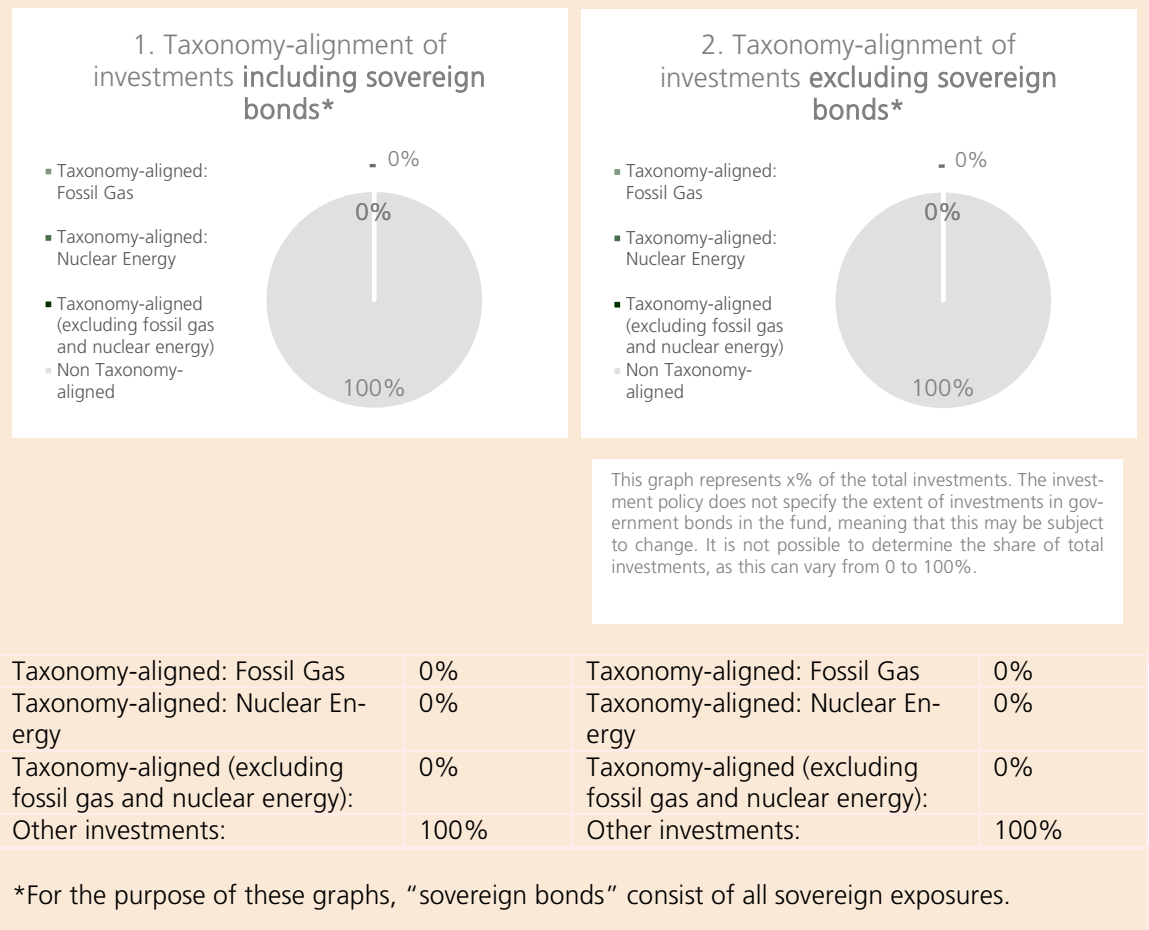 1. Taxonomy-alignment of
investments including sovereign
bonds*
Taxonomy-aligned:
Fossil Gas
Taxonomy-aligned:
Nuclear Energy
Taxonomy-aligned
(excluding fossil gas
and nuclear energy)
Non Taxonomy-
aligned
- 0%
0%
100%
2. Taxonomy-alignment of
investments excluding sovereign
bonds*
Taxonomy-aligned:
Fossil Gas
Taxonomy-aligned:
Nuclear Energy
Taxonomy-aligned
(excluding fossil gas
and nuclear energy)
Non Taxonomy-
aligned
- 0%
0%
100%
This graph represents x% of the total investments. The invest-
ment policy does not specify the extent of investments in gov-
ernment bonds in the fund, meaning that this may be subject
to change. It is not possible to determine the share of total
investments, as this can vary from 0 to 100%.
Taxonomy-aligned: Fossil Gas 0% Taxonomy-aligned: Fossil Gas 0%
Taxonomy-aligned: Nuclear En- 0% Taxonomy-aligned: Nuclear En- 0%
ergy ergy
Taxonomy-aligned (excluding 0% Taxonomy-aligned (excluding 0%
fossil gas and nuclear energy): fossil gas and nuclear energy):
Other investments: 100% Other investments: 100%
*For the purpose of these graphs, “sovereign bonds” consist of all sovereign exposures.